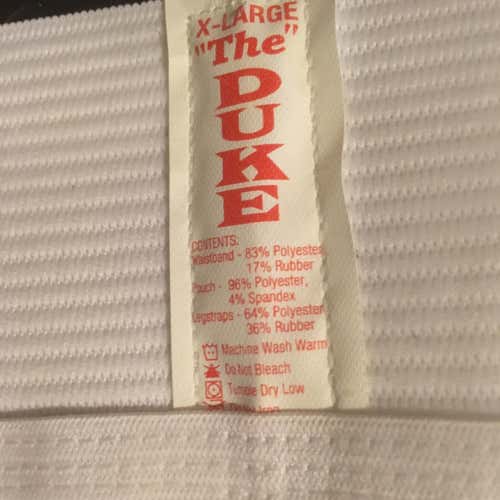 X-LARGE
"The"
DUKE
CONTENTS:
Waistband - 83% Polyester
17% Rubber
Pouch - 96% Polyester,
4% Spandex
Legstraps - 64% Polyester
36% Rubber
Machine Wash Warm
Do Not Bleach
Tumble Dry Low